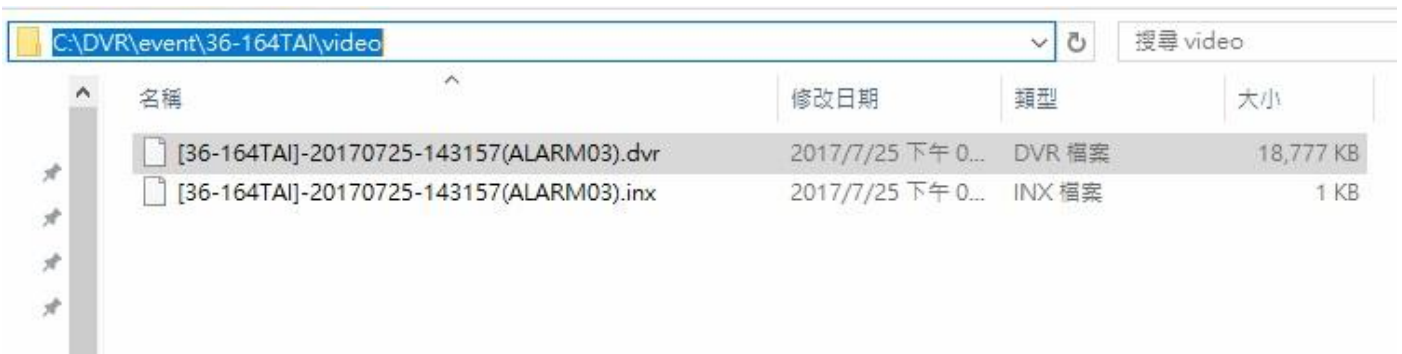 C:\DVR\event\36-164TAI\video 搜尋 video
名稱 修改日期 類型 大小
[36-164TAI]-20170725-143157(ALARM03).dvr 2017/7/25 下午 0... DVR 檔案 18,777 KB
[36-164TAI]-20170725-143157(ALARM03).inx 2017/7/25 下午 0... INX 檔案 1 KB